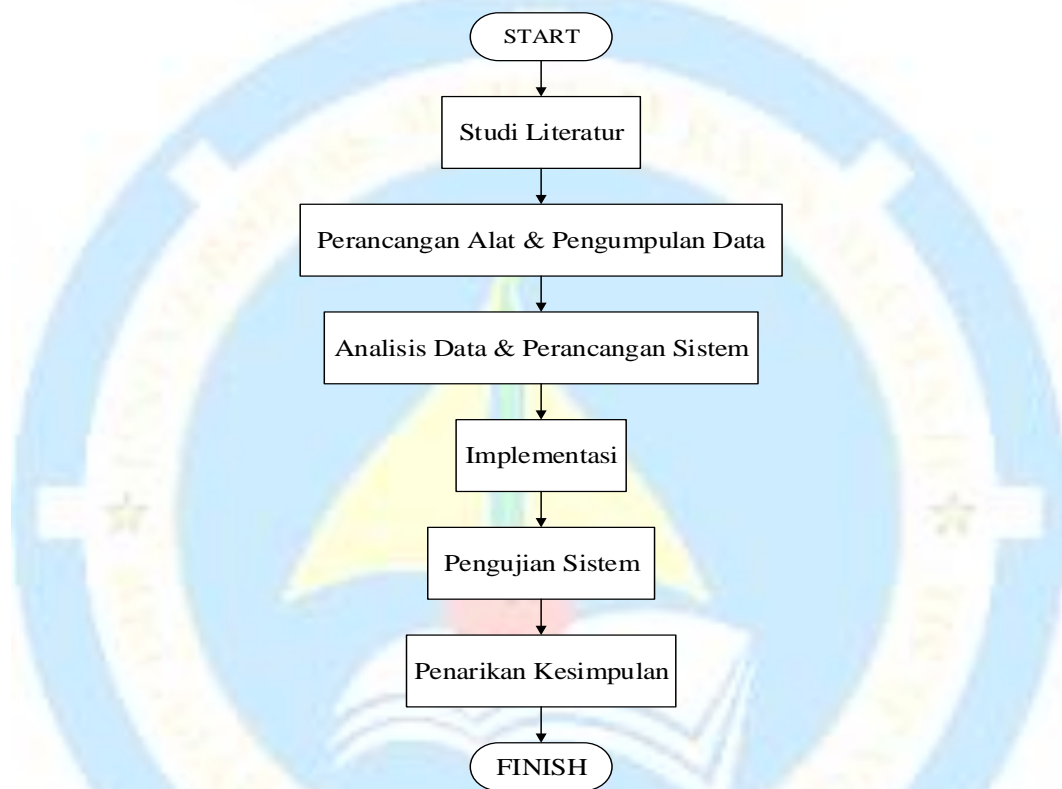 START
Studi Literatur
Perancangan Alat & Pengumpulan Data
Analisis Data & Perancangan Sistem
Implementasi
Pengujian Sistem
Penarikan Kesimpulan
FINISH